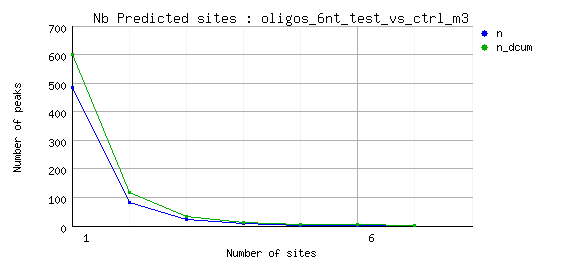 Nb Predicted sites : oligos_6nt_test_vs_ctrl_m3
700
600
500
400
300
200
100
0
Number of peaks
1
6
Number of sites
n
n_dcum